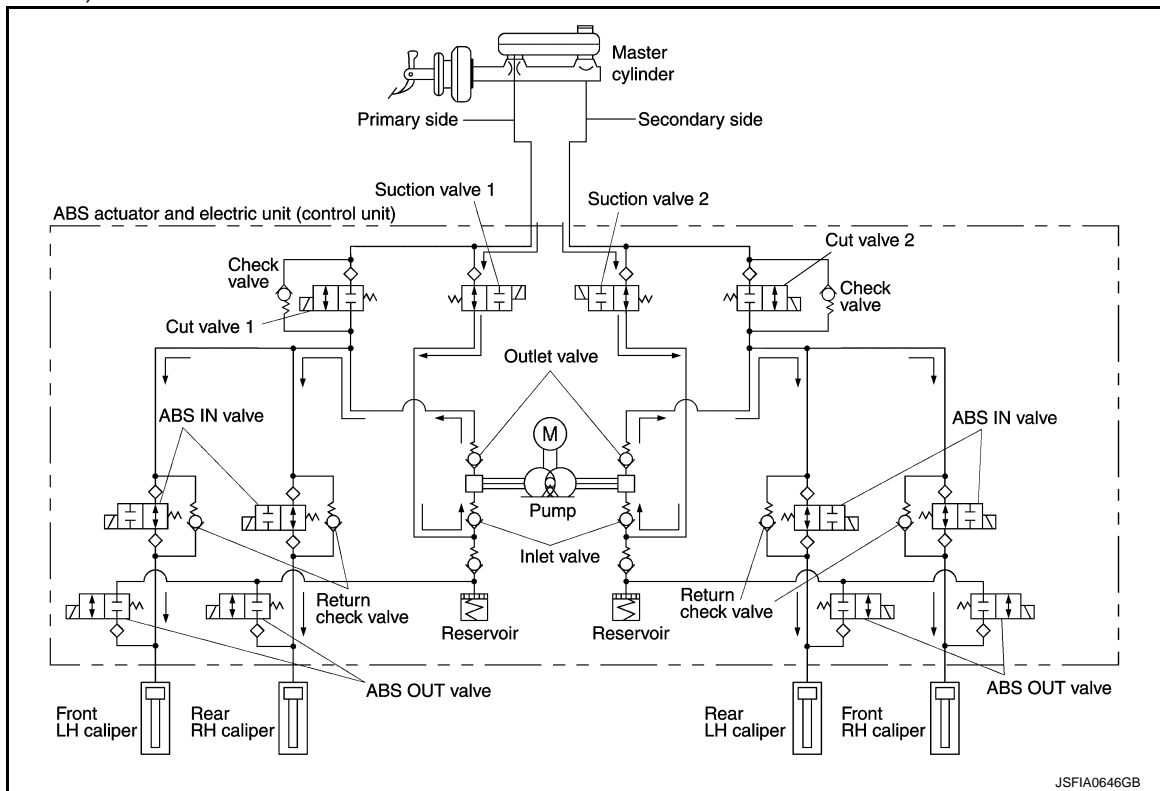 Master
cylinder
Primary side
Secondary side
Suction valve 1
Suction valve 2
ABS actuator and electric unit (control unit)
Cut valve 2
Check
valve
Check
valve
Cut valve 1
Outlet valve
ABS IN valve
ABS IN valve
M
Pump
Inlet valve
Return
check valve
Return
check valve
Reservoir
Reservoir
ABS OUT valve
ABS OUT valve
Front
LH caliper
Rear
RH caliper
Rear
LH caliper
Front
RH caliper
JSFIA0646GB